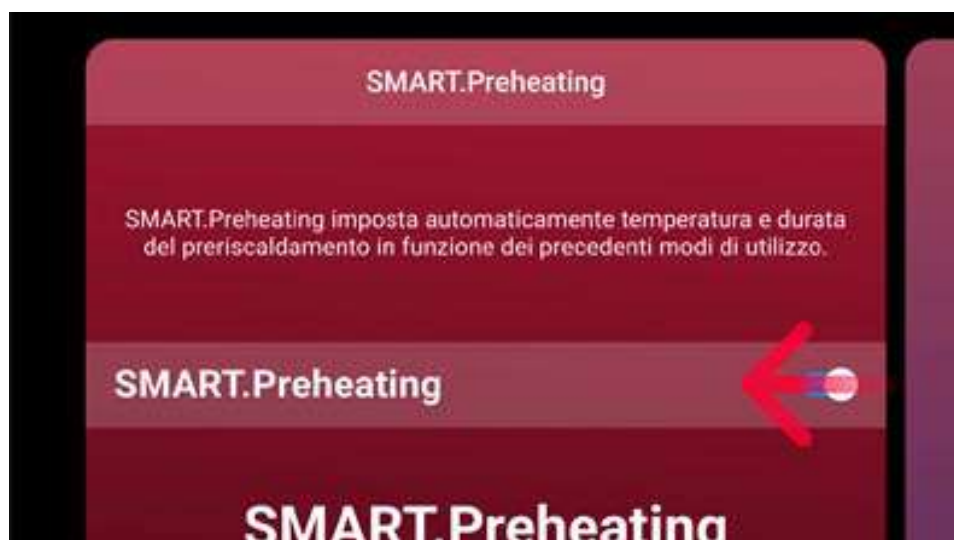 SMART.Preheating
SMART.Preheating imposta automaticamente temperatura e durata
del preriscaldamento in funzione dei precedenti modi di utilizzo.
SMART.Preheating
SMART.Preheating